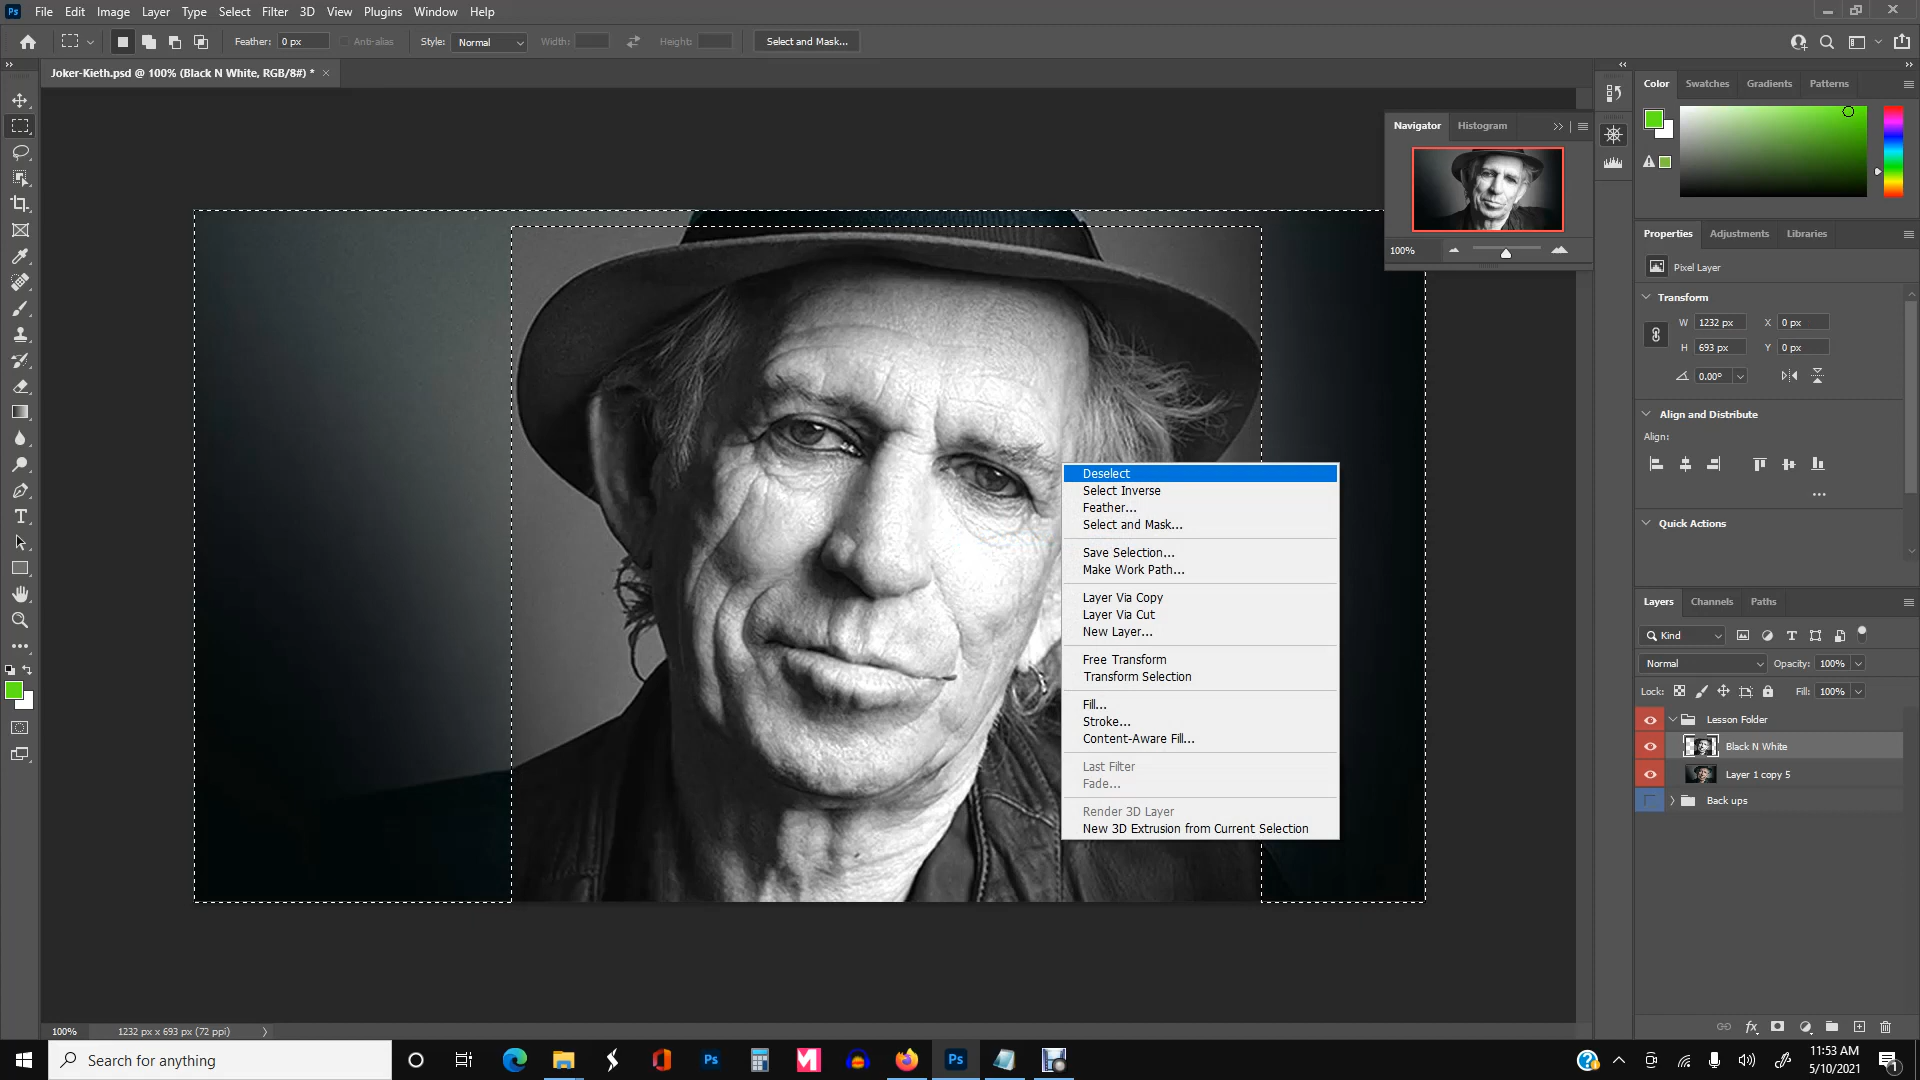 Ps File Edit Image Layer Type Select Filter 3D View Plugins Window Help
Feather: 0 px Anti-alias Style: Normal Width: Height: Select and Mask...
Joker-Kieth.psd @ 100% (Black N White, RGB/8#) * ×
Navigator Histogram
100%
Color Swatches Gradients Patterns
Properties Adjustments Libraries
Pixel Layer
Transform
W 1232 px X 0 px
H 693 px Y 0 px
0.00°
Align and Distribute
Align:
Quick Actions
Deselect
Select Inverse
Feather...
Select and Mask...
Save Selection...
Make Work Path...
Layer Via Copy
Layer Via Cut
New Layer...
Free Transform
Transform Selection
Fill...
Stroke...
Content-Aware Fill...
Last Filter
Fade...
Render 3D Layer
New 3D Extrusion from Current Selection
Layers Channels Paths
Kind
Normal Opacity: 100%
Lock: Fill: 100%
Lesson Folder
Black N White
Layer 1 copy 5
Back ups
fx
100% 1232 px x 693 px (72 ppi)
Search for anything
Ps
Ps
11:53 AM
5/10/2021
1